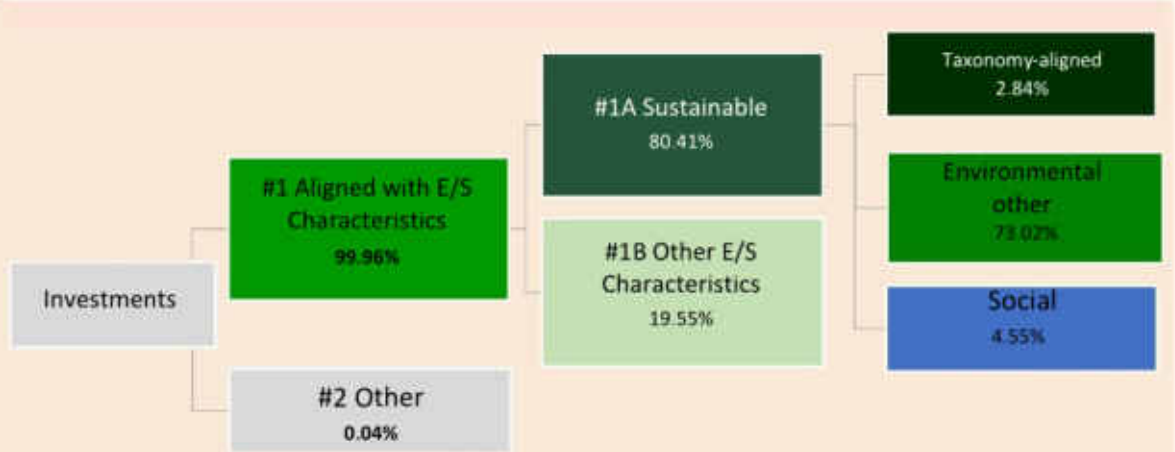 Investments
#1 Aligned with E/S
Characteristics
99.96%
#2 Other
0.04%
#1A Sustainable
80.41%
#1B Other E/S
Characteristics
19.55%
Taxonomy-aligned
2.84%
Environmental
other
73.02%
Social
4.55%